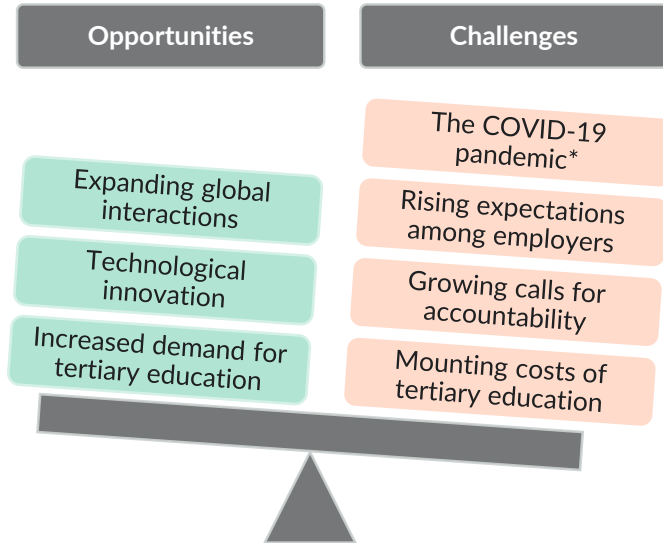 Opportunities
Challenges
Expanding global
interactions
Technological
innovation
Increased demand for
tertiary education
The COVID-19
pandemic*
Rising expectations
among employers
Growing calls for
accountability
Mounting costs of
tertiary education